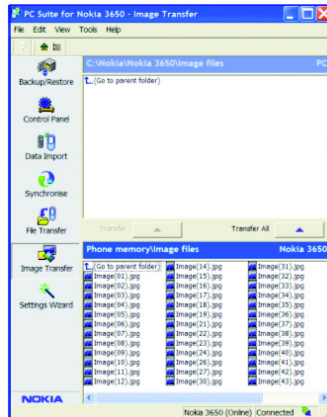 PC Suite for Nokia 3650 - Image Transfer
File Edit View Tools Help
C:\Nokia\Nokia 3650\Image files PC
(Go to parent folder)
Backup/Restore
Control Panel
Data Import
Synchronise
File Transfer
Image Transfer
Settings Wizard
Transfer Transfer All
Phone memory\Image files Nokia 3650
(Go to parent folder) Image(14).jpg Image(31).jpg
Image(01).jpg Image(15).jpg Image(32).jpg
Image(02).jpg Image(16).jpg Image(33).jpg
Image(03).jpg Image(17).jpg Image(34).jpg
Image(04).jpg Image(18).jpg Image(35).jpg
Image(05).jpg Image(19).jpg Image(36).jpg
Image(06).jpg Image(21).jpg Image(37).jpg
Image(07).jpg Image(22).jpg Image(38).jpg
Image(08).jpg Image(23).jpg Image(39).jpg
Image(09).jpg Image(24).jpg Image(40).jpg
Image(10).jpg Image(26).jpg Image(41).jpg
Image(11).jpg Image(27).jpg Image(42).jpg
Image(12).jpg Image(30).jpg Image(43).jpg
NOKIA
Nokia 3650 (Online) Connected